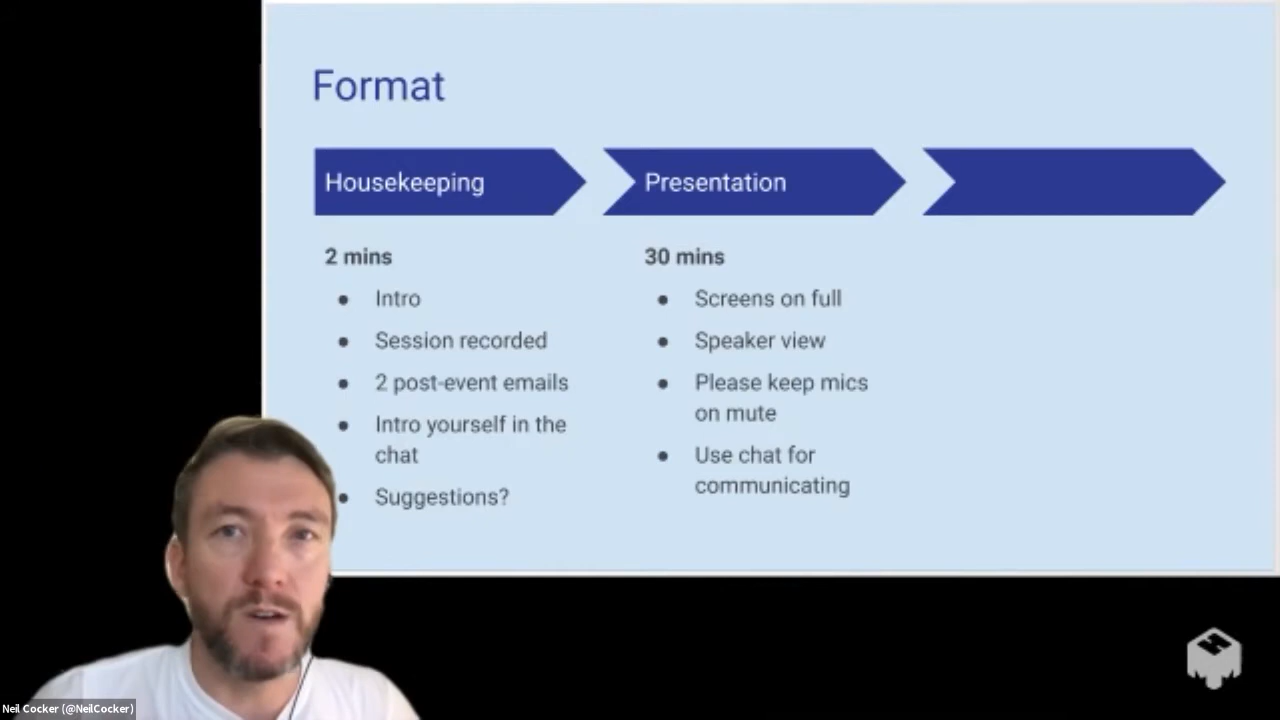 Format
Housekeeping
2 mins
● Intro
● Session recorded
● 2 post-event emails
● Intro yourself in the
chat
● Suggestions?
Presentation
30 mins
● Screens on full
● Speaker view
● Please keep mics
on mute
● Use chat for
communicating
Neil Cocker (@NeilCocker)